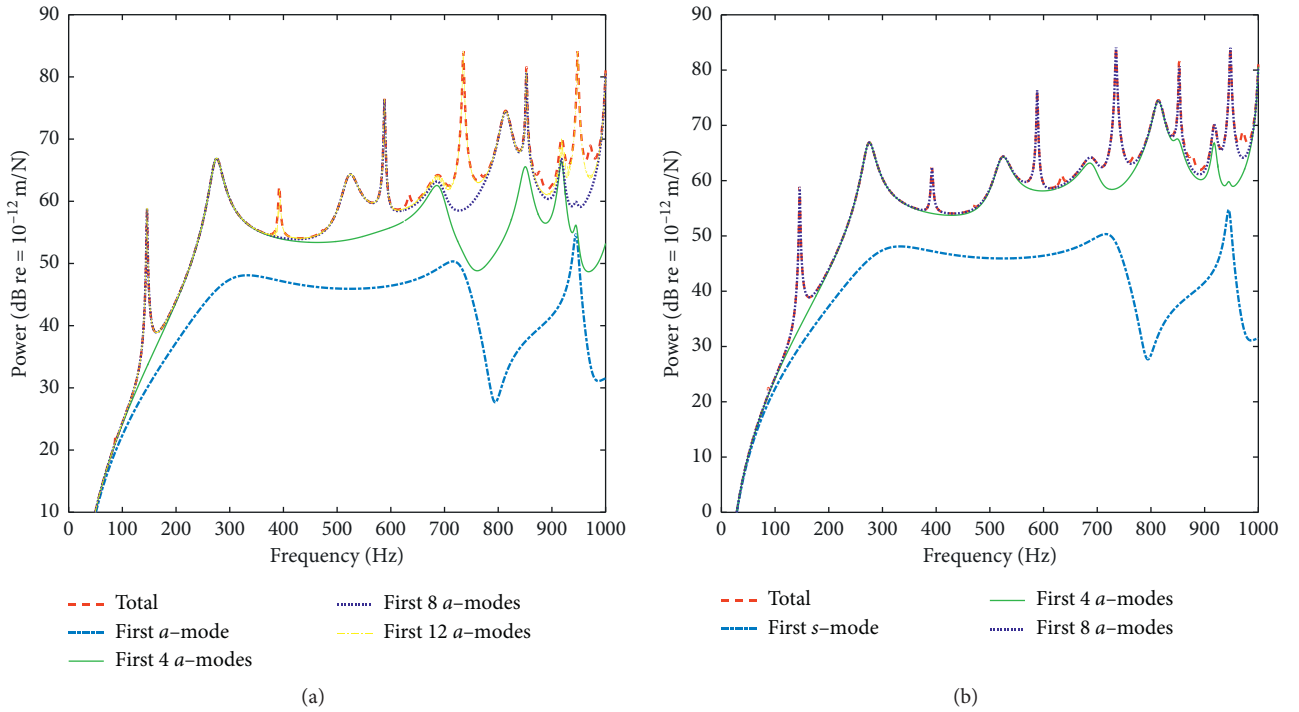 90
80
70
60
50
40
30
20
10
Power (dB re = 10⁻¹² m/N)
0 100 200 300 400 500 600 700 800 900 1000
Frequency (Hz)
Total
First a–mode
First 4 a–modes
First 8 a–modes
First 12 a–modes
(a)
90
80
70
60
50
40
30
20
10
0
Power (dB re = 10⁻¹² m/N)
0 100 200 300 400 500 600 700 800 900 1000
Frequency (Hz)
Total
First s–mode
First 4 a–modes
First 8 a–modes
(b)